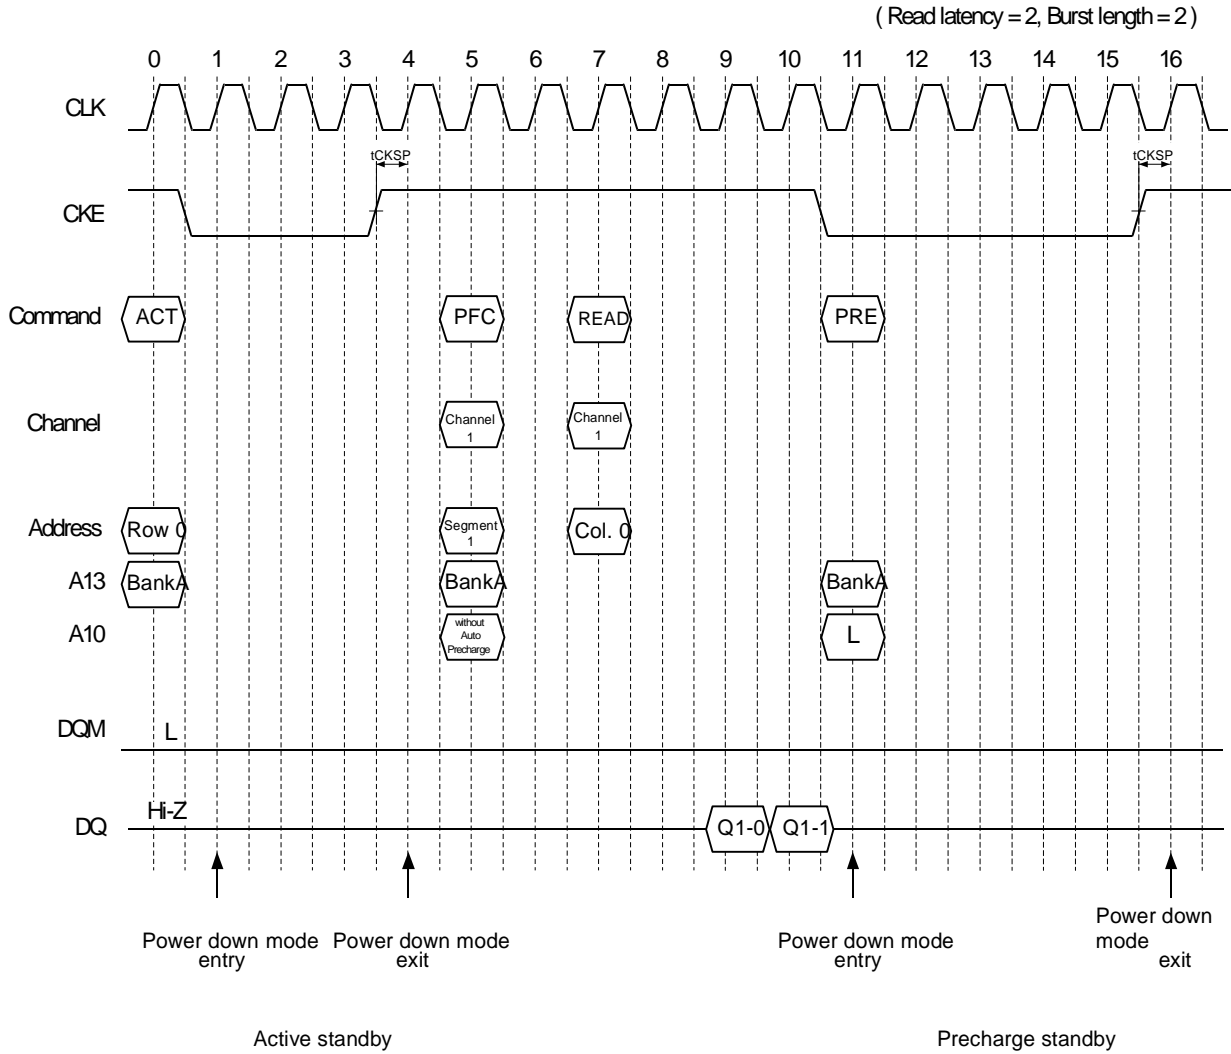 ( Read latency = 2, Burst length = 2 )
0 1 2 3 4 5 6 7 8 9 10 11 12 13 14 15 16
CLK
tCKSP tCKSP
CKE
Command ACT PFC READ PRE
Channel Channel 1 Channel 1
Address Row 0 Segment 1 Col. 0
A13 BankA BankA BankA
A10 without Auto Precharge L
DQM L
DQ Hi-Z Q1-0 Q1-1
Power down mode entry
Power down mode exit
Power down mode entry
Power down mode exit
Active standby Precharge standby